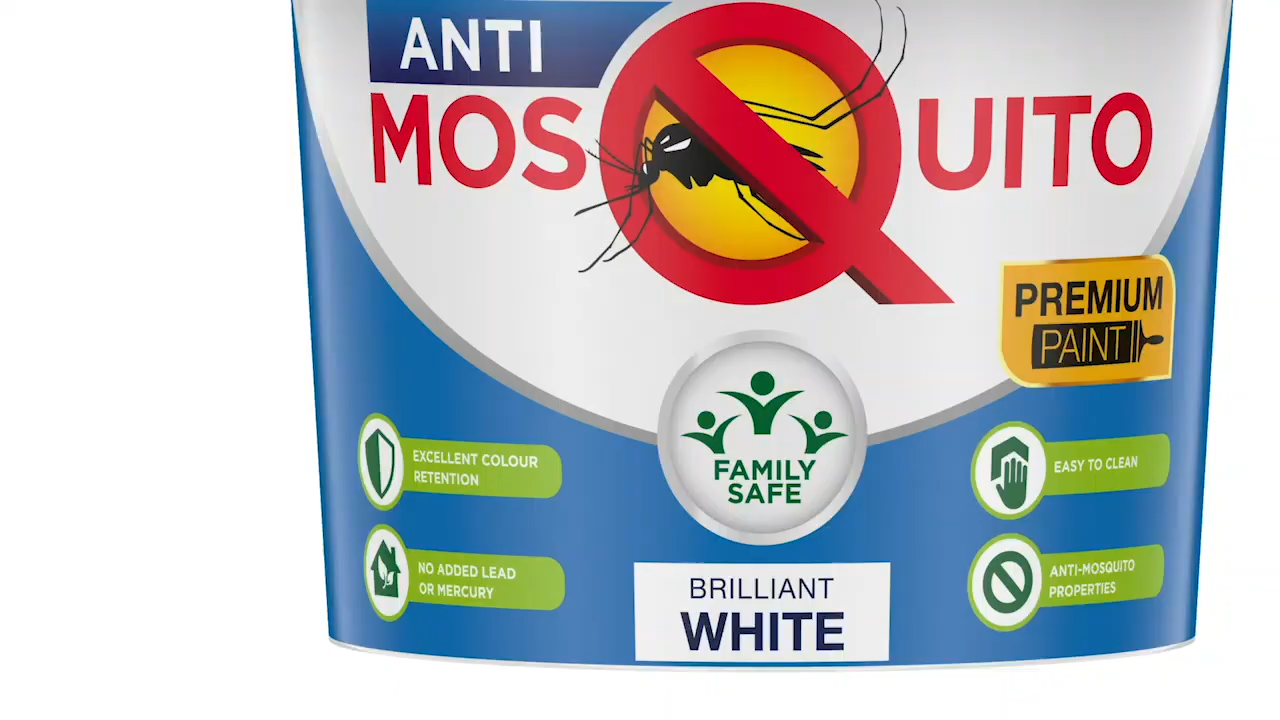 ANTI
MOSQUITO
PREMIUM
PAINT
FAMILY
SAFE
EXCELLENT COLOUR
RETENTION
NO ADDED LEAD
OR MERCURY
EASY TO CLEAN
ANTI-MOSQUITO
PROPERTIES
BRILLIANT
WHITE